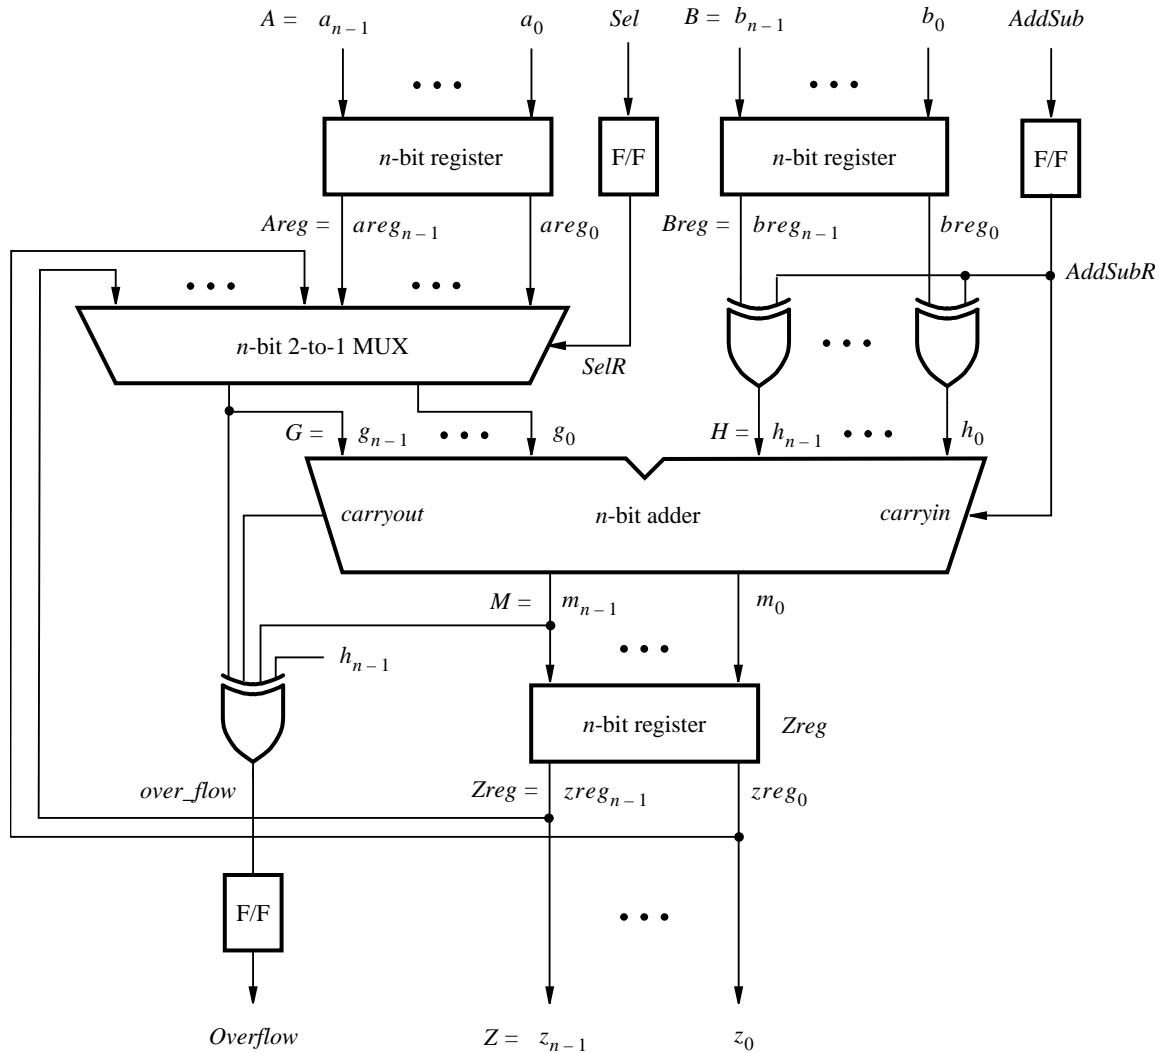 A = a_{n-1} a_0 Sel B = b_{n-1} b_0 AddSub
n-bit register F/F n-bit register F/F
Areg = areg_{n-1} areg_0 Breg = breg_{n-1} breg_0
AddSubR
n-bit 2-to-1 MUX
SelR
G = g_{n-1} g_0 H = h_{n-1} h_0
carryout n-bit adder carryin
M = m_{n-1} m_0
h_{n-1}
n-bit register Zreg
over_flow Zreg = zreg_{n-1} zreg_0
F/F
Overflow Z = z_{n-1} z_0